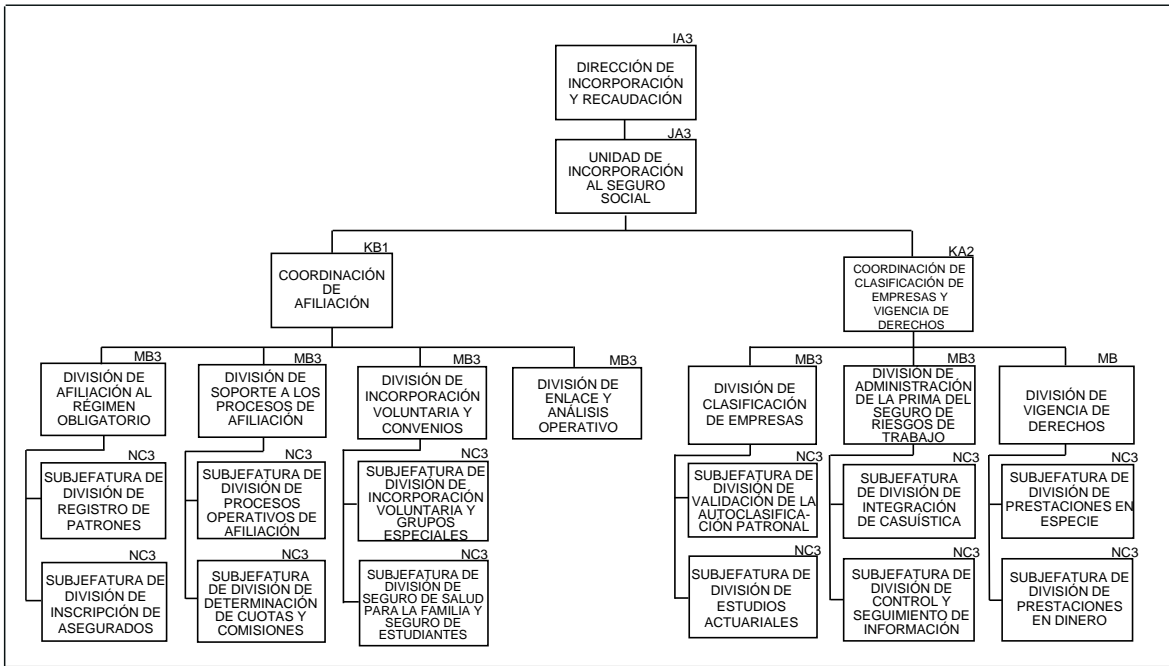 IA3
DIRECCIÓN DE
INCORPORACIÓN
Y RECAUDACIÓN
JA3
UNIDAD DE
INCORPORACIÓN
AL SEGURO
SOCIAL
KB1
COORDINACIÓN
DE
AFILIACIÓN
KA2
COORDINACIÓN DE
CLASIFICACIÓN DE
EMPRESAS Y
VIGENCIA DE
DERECHOS
MB3
DIVISIÓN DE
AFILIACIÓN AL
RÉGIMEN
OBLIGATORIO
MB3
DIVISIÓN DE
SOPORTE A LOS
PROCESOS DE
AFILIACIÓN
MB3
DIVISIÓN DE
INCORPORACIÓN
VOLUNTARIA Y
CONVENIOS
MB3
DIVISIÓN DE
ENLACE Y
ANÁLISIS
OPERATIVO
MB3
DIVISIÓN DE
CLASIFICACIÓN
DE EMPRESAS
MB3
DIVISIÓN DE
ADMINISTRACIÓN
DE LA PRIMA DEL
SEGURO DE
RIESGOS DE
TRABAJO
MB
DIVISIÓN DE
VIGENCIA DE
DERECHOS
NC3
SUBJEFATURA DE
DIVISIÓN DE
REGISTRO DE
PATRONES
NC3
SUBJEFATURA DE
DIVISIÓN DE
PROCESOS
OPERATIVOS DE
AFILIACIÓN
NC3
SUBJEFATURA DE
DIVISIÓN DE
INCORPORACIÓN
VOLUNTARIA Y
GRUPOS
ESPECIALES
NC3
SUBJEFATURA DE
DIVISIÓN DE
VALIDACIÓN DE LA
AUTOCLASIFICA-
CIÓN PATRONAL
NC3
SUBJEFATURA
DE DIVISIÓN DE
INTEGRACIÓN
DE CASUÍSTICA
NC3
SUBJEFATURA DE
DIVISIÓN DE
PRESTACIONES EN
ESPECIE
NC3
SUBJEFATURA DE
DIVISIÓN DE
INSCRIPCIÓN DE
ASEGURADOS
NC3
SUBJEFATURA
DE DIVISIÓN DE
DETERMINACIÓN
DE CUOTAS Y
COMISIONES
NC3
SUBJEFATURA DE
DIVISIÓN DE
SEGURO DE SALUD
PARA LA FAMILIA Y
SEGURO DE
ESTUDIANTES
NC3
SUBJEFATURA DE
DIVISIÓN DE
ESTUDIOS
ACTUARIALES
NC3
SUBJEFATURA DE
DIVISIÓN DE
CONTROL Y
SEGUIMIENTO DE
INFORMACIÓN
NC3
SUBJEFATURA DE
DIVISIÓN DE
PRESTACIONES
EN DINERO